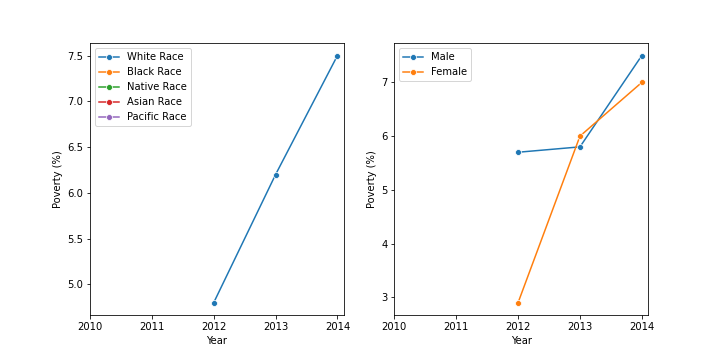 White Race
Black Race
Native Race
Asian Race
Pacific Race
7.5
7.0
6.5
6.0
5.5
5.0
Poverty (%)
2010 2011 2012 2013 2014
Year
Male
Female
7
6
5
4
3
Poverty (%)
2010 2011 2012 2013 2014
Year